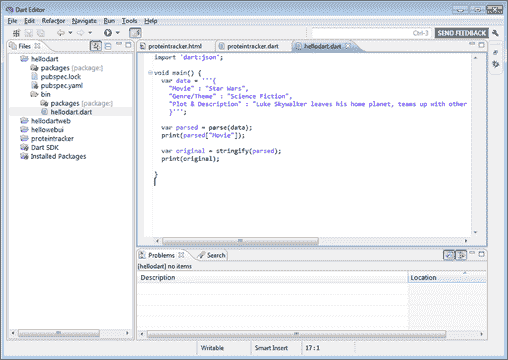 Dart Editor
File Edit Refactor Navigate Run Tools Help
Ctrl-3
SEND FEEDBACK
Files
hellodart
packages [package:]
pubspec.lock
pubspec.yaml
bin
packages [package:]
hellodart.dart
hellodartweb
hellowebui
proteintracker
Dart SDK
Installed Packages
proteintracker.html
proteintracker.dart
hellodart.dart
import 'dart:json';
void main() {
var data = '''{
"Movie" : "Star Wars",
"Genre/Theme" : "Science Fiction",
"Plot & Description" : "Luke Skywalker leaves his home planet, teams up with other
}''';
var parsed = parse(data);
print(parsed["Movie"]);
var original = stringify(parsed);
print(original);
}
Problems
Search
(hellodart) no items
Description
Location
Writable
Smart Insert
17 : 1